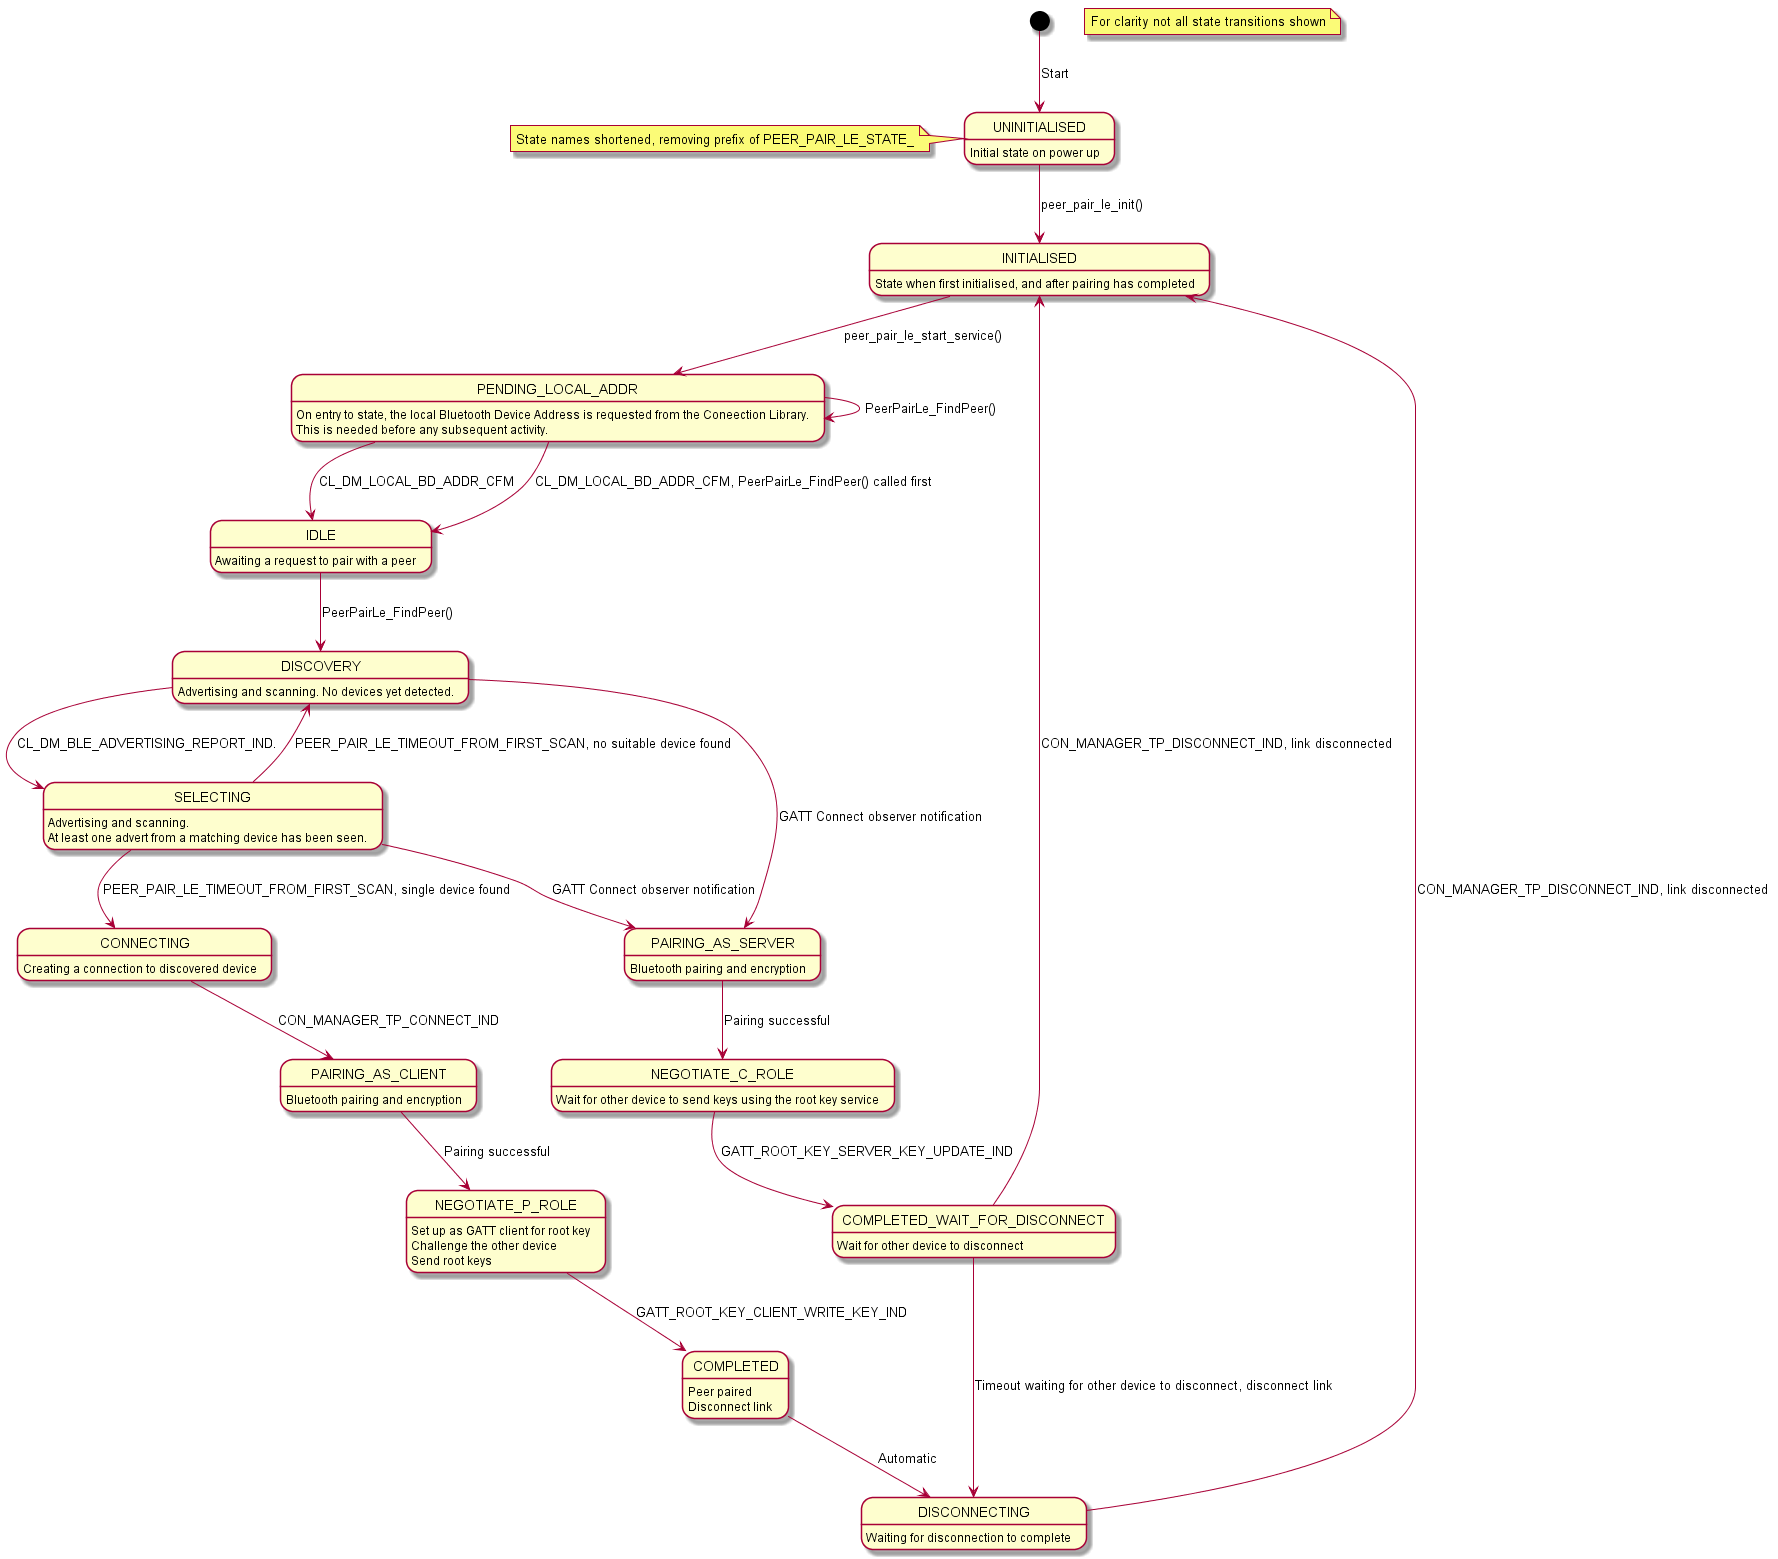 For clarity not all state transitions shown
Start
UNINITIALISED
Initial state on power up
State names shortened, removing prefix of PEER_PAIR_LE_STATE_
peer_pair_le_init()
INITIALISED
State when first initialised, and after pairing has completed
peer_pair_le_start_service()
PENDING_LOCAL_ADDR
On entry to state, the local Bluetooth Device Address is requested from the Coneection Library.
This is needed before any subsequent activity.
PeerPairLe_FindPeer()
CL_DM_LOCAL_BD_ADDR_CFM
CL_DM_LOCAL_BD_ADDR_CFM, PeerPairLe_FindPeer() called first
IDLE
Awaiting a request to pair with a peer
PeerPairLe_FindPeer()
DISCOVERY
Advertising and scanning. No devices yet detected.
CL_DM_BLE_ADVERTISING_REPORT_IND.
PEER_PAIR_LE_TIMEOUT_FROM_FIRST_SCAN, no suitable device found
CON_MANAGER_TP_DISCONNECT_IND, link disconnected
SELECTING
Advertising and scanning.
At least one advert from a matching device has been seen.
GATT Connect observer notification
PEER_PAIR_LE_TIMEOUT_FROM_FIRST_SCAN, single device found
GATT Connect observer notification
CON_MANAGER_TP_DISCONNECT_IND, link disconnected
CONNECTING
Creating a connection to discovered device
PAIRING_AS_SERVER
Bluetooth pairing and encryption
CON_MANAGER_TP_CONNECT_IND
Pairing successful
PAIRING_AS_CLIENT
Bluetooth pairing and encryption
NEGOTIATE_C_ROLE
Wait for other device to send keys using the root key service
Pairing successful
GATT_ROOT_KEY_SERVER_KEY_UPDATE_IND
NEGOTIATE_P_ROLE
Set up as GATT client for root key
Challenge the other device
Send root keys
COMPLETED_WAIT_FOR_DISCONNECT
Wait for other device to disconnect
GATT_ROOT_KEY_CLIENT_WRITE_KEY_IND
COMPLETED
Peer paired
Disconnect link
Timeout waiting for other device to disconnect, disconnect link
Automatic
DISCONNECTING
Waiting for disconnection to complete